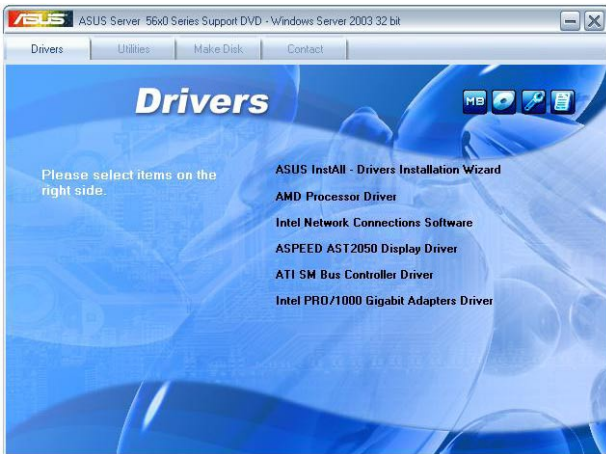 ASUS ASUS Server 56x0 Series Support DVD - Windows Server 2003 32 bit
Drivers Utilities Make Disk Contact
Drivers
MB
Please select items on the
right side.
ASUS InstAll - Drivers Installation Wizard
AMD Processor Driver
Intel Network Connections Software
ASPEED AST2050 Display Driver
ATI SM Bus Controller Driver
Intel PRO/1000 Gigabit Adapters Driver